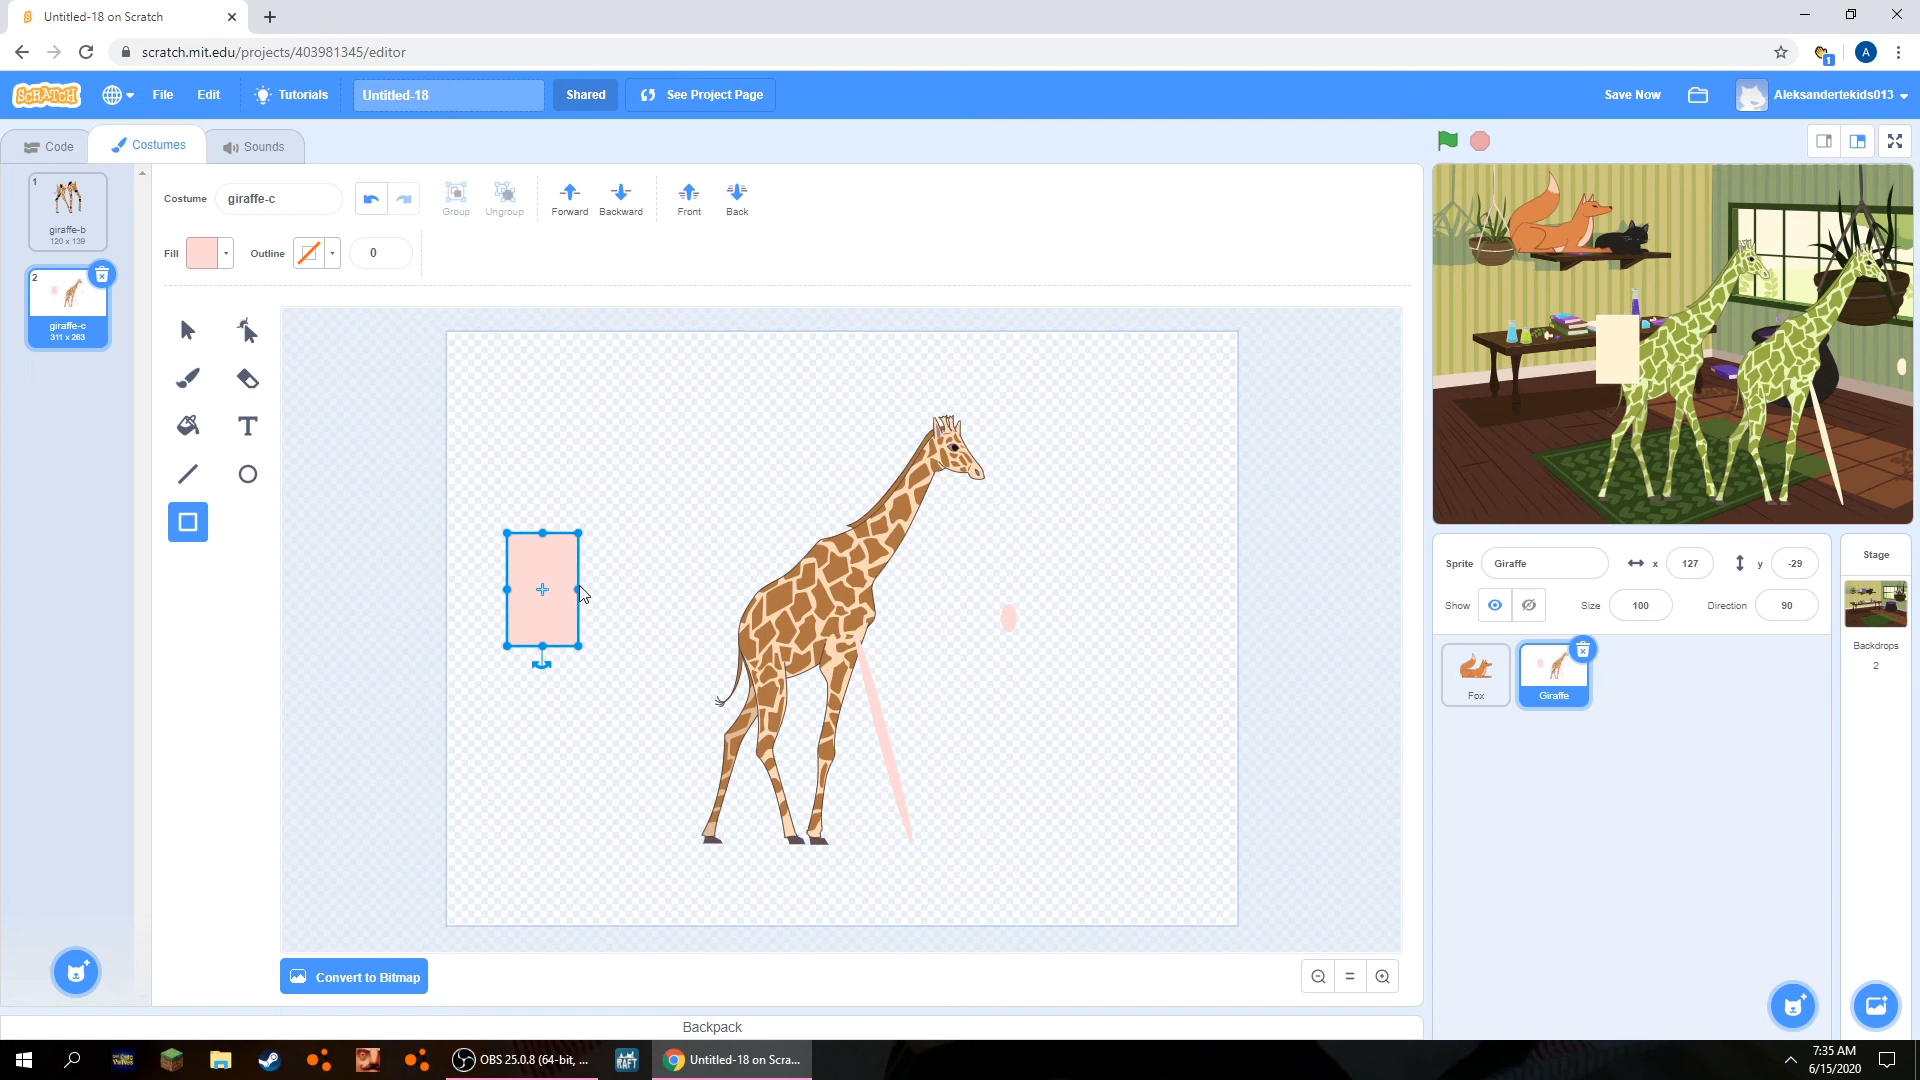 Untitled-18 on Scratch
scratch.mit.edu/projects/403981345/editor
A
1
SCRATCH
File
Edit
Tutorials
Untitled-18
Shared
See Project Page
Save Now
Aleksandertekids013
Code
Costumes
Sounds
1
giraffe-b
120 x 139
2
giraffe-c
311 x 263
Costume
giraffe-c
Group
Ungroup
Forward
Backward
Front
Back
Fill
Outline
0
T
Convert to Bitmap
Backpack
Sprite
Giraffe
x
127
y
-29
Show
Size
100
Direction
90
Fox
Giraffe
Stage
Backdrops
2
OBS 25.0.8 (64-bit, ...
RAFT
Untitled-18 on Scra...
7:35 AM
6/15/2020